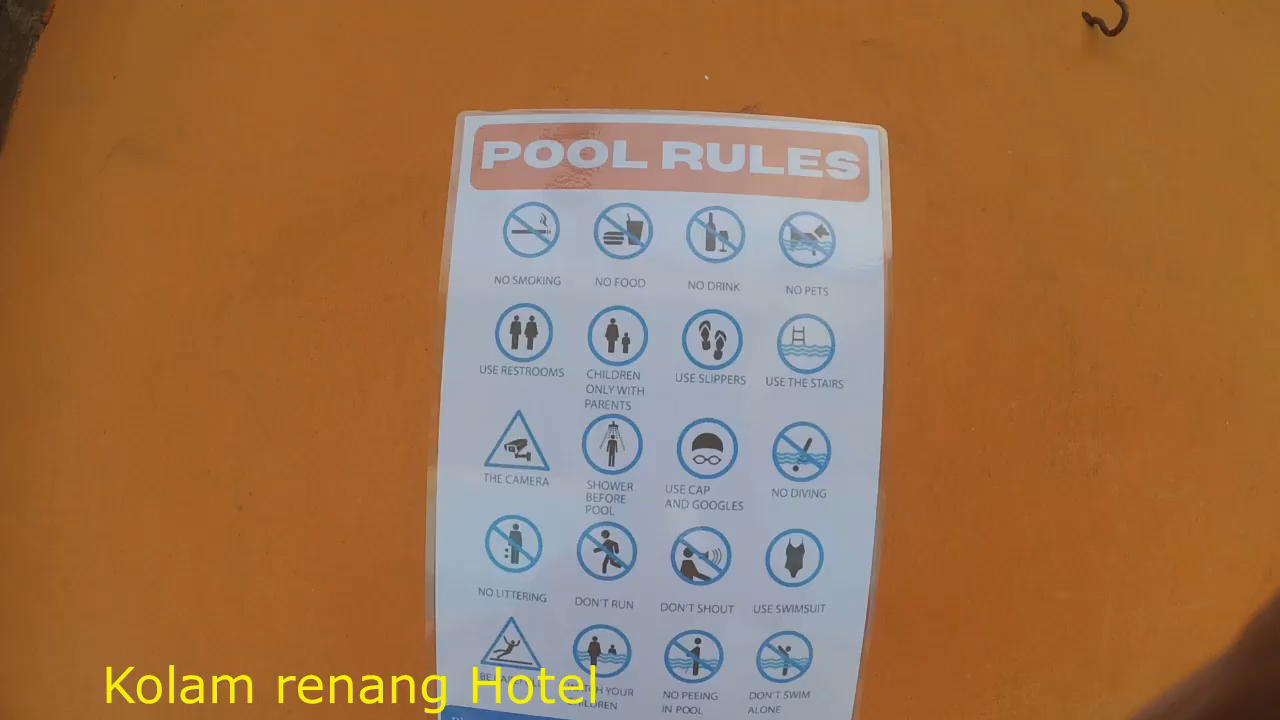 POOL RULES
NO SMOKING
NO FOOD
NO DRINK
NO PETS
USE RESTROOMS
CHILDREN
ONLY WITH
PARENTS
USE SLIPPERS
USE THE STAIRS
THE CAMERA
SHOWER
BEFORE
POOL
USE CAP
AND GOOGLES
NO DIVING
NO LITTERING
DON'T RUN
DON'T SHOUT
USE SWIMSUIT
YOUR
CHILDREN
NO PEEING
IN POOL
DON'T SWIM
ALONE
Kolam renang Hotel